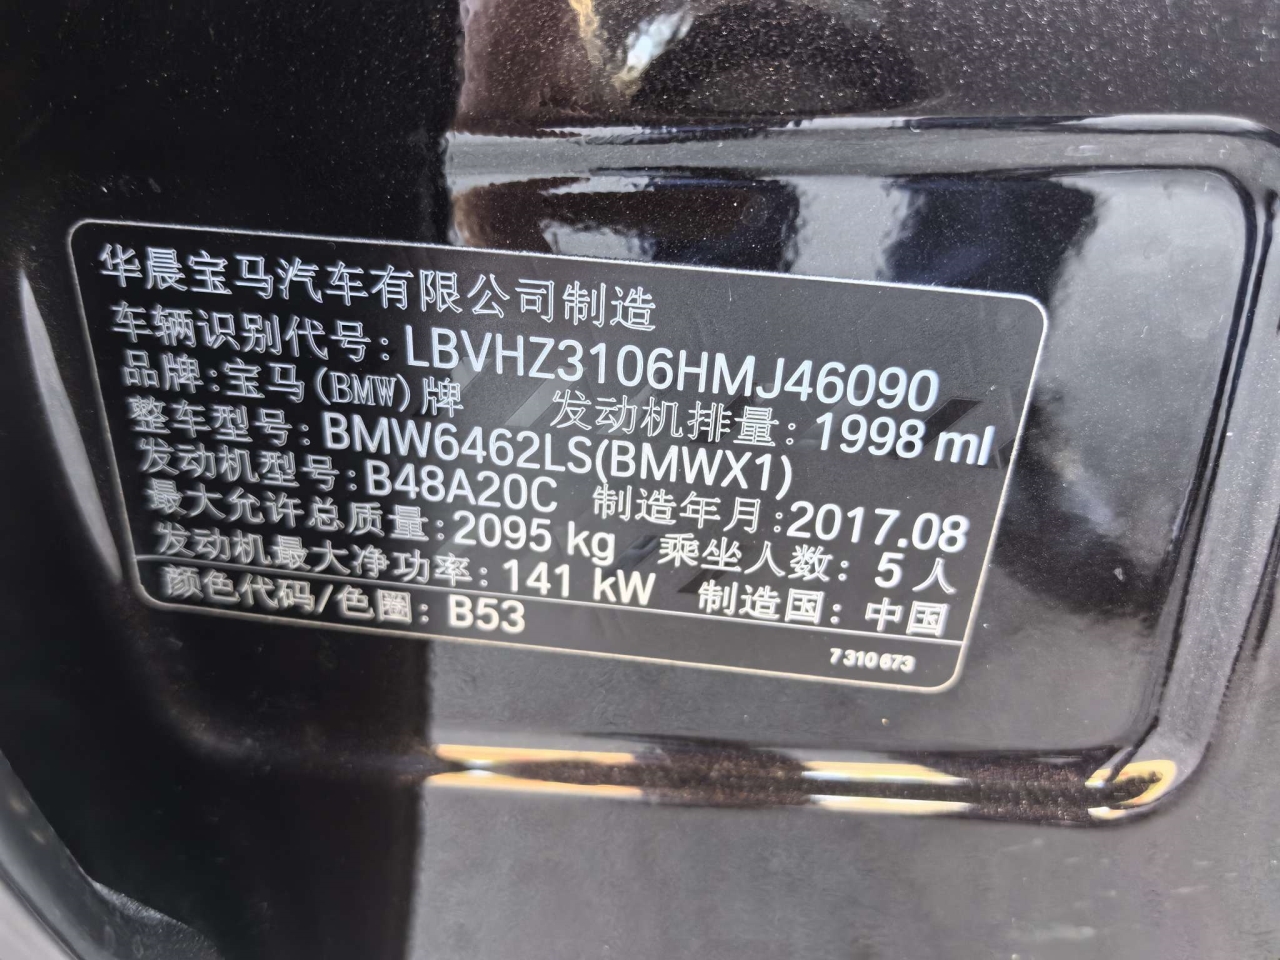 华晨宝马汽车有限公司制造
车辆识别代号: LBVHZ3106HMJ46090
品牌:宝马(BMW)牌 发动机排量: 1998 ml
整车型号: BMW6462LS(BMWX1)
发动机型号: B48A20C 制造年月:2017.08
最大允许总质量: 2095 kg 乘坐人数: 5 人
发动机最大净功率: 141 kW 制造国: 中国
颜色代码/色圈: B53
7 310 673